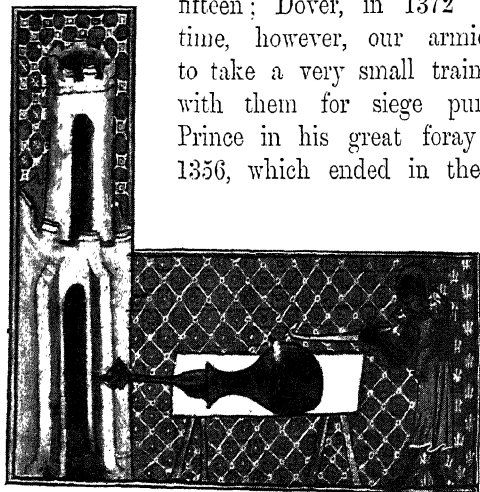 fifteen; Dover, in 1372
time, however, our armi
to take a very small train
with them for siege pur
Prince in his great foray
1356, which ended in the